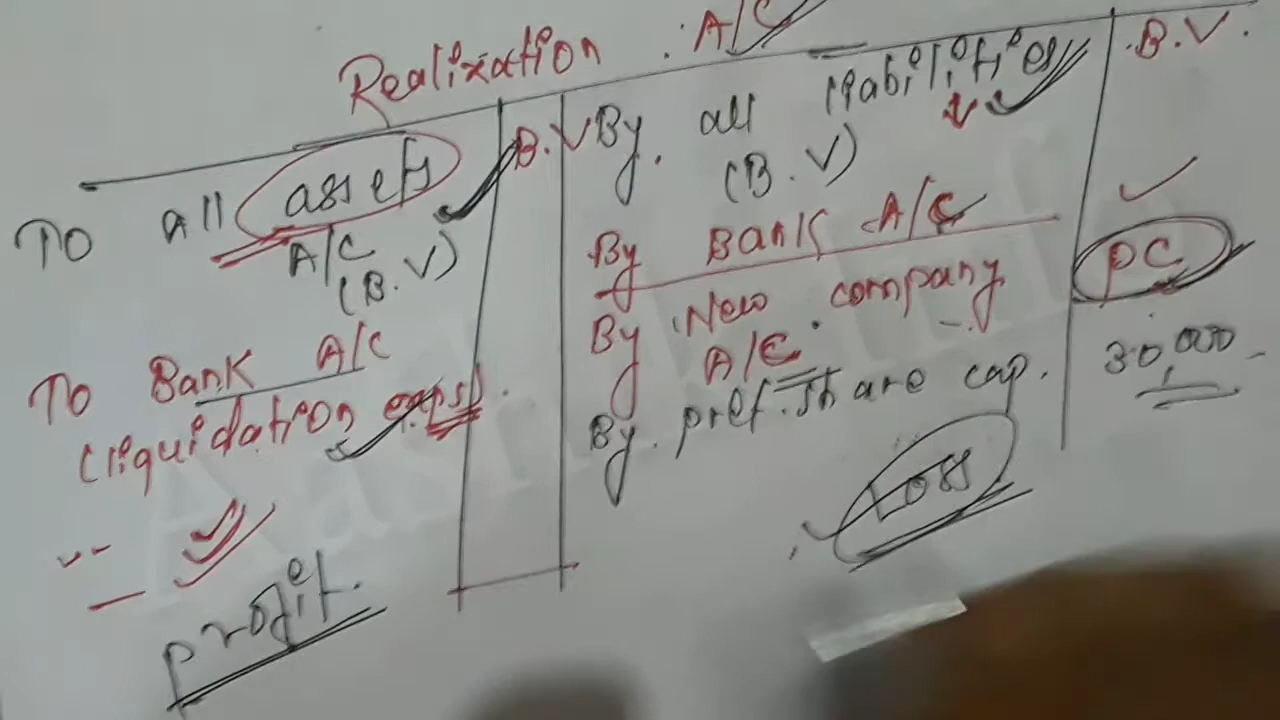 Realixation A/C
To all assets B.V
A/C
(B.V)
To Bank A/C
(liquidation exps)
profit.
By all liabilities B.V.
(B.V)
By Bank A/C
By New company PC
A/C
By pref. share cap. 30,000
Loss